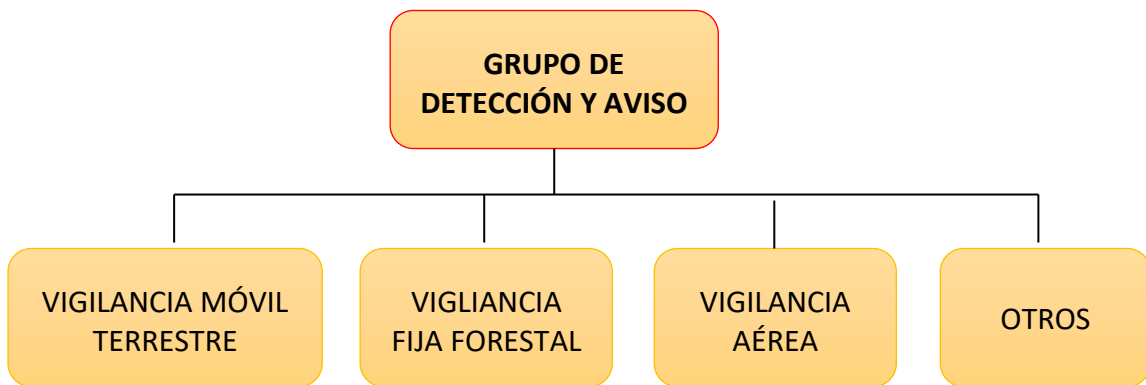 GRUPO DE
DETECCIÓN Y AVISO
VIGILANCIA MÓVIL
TERRESTRE
VIGLIANCIA
FIJA FORESTAL
VIGILANCIA
AÉREA
OTROS